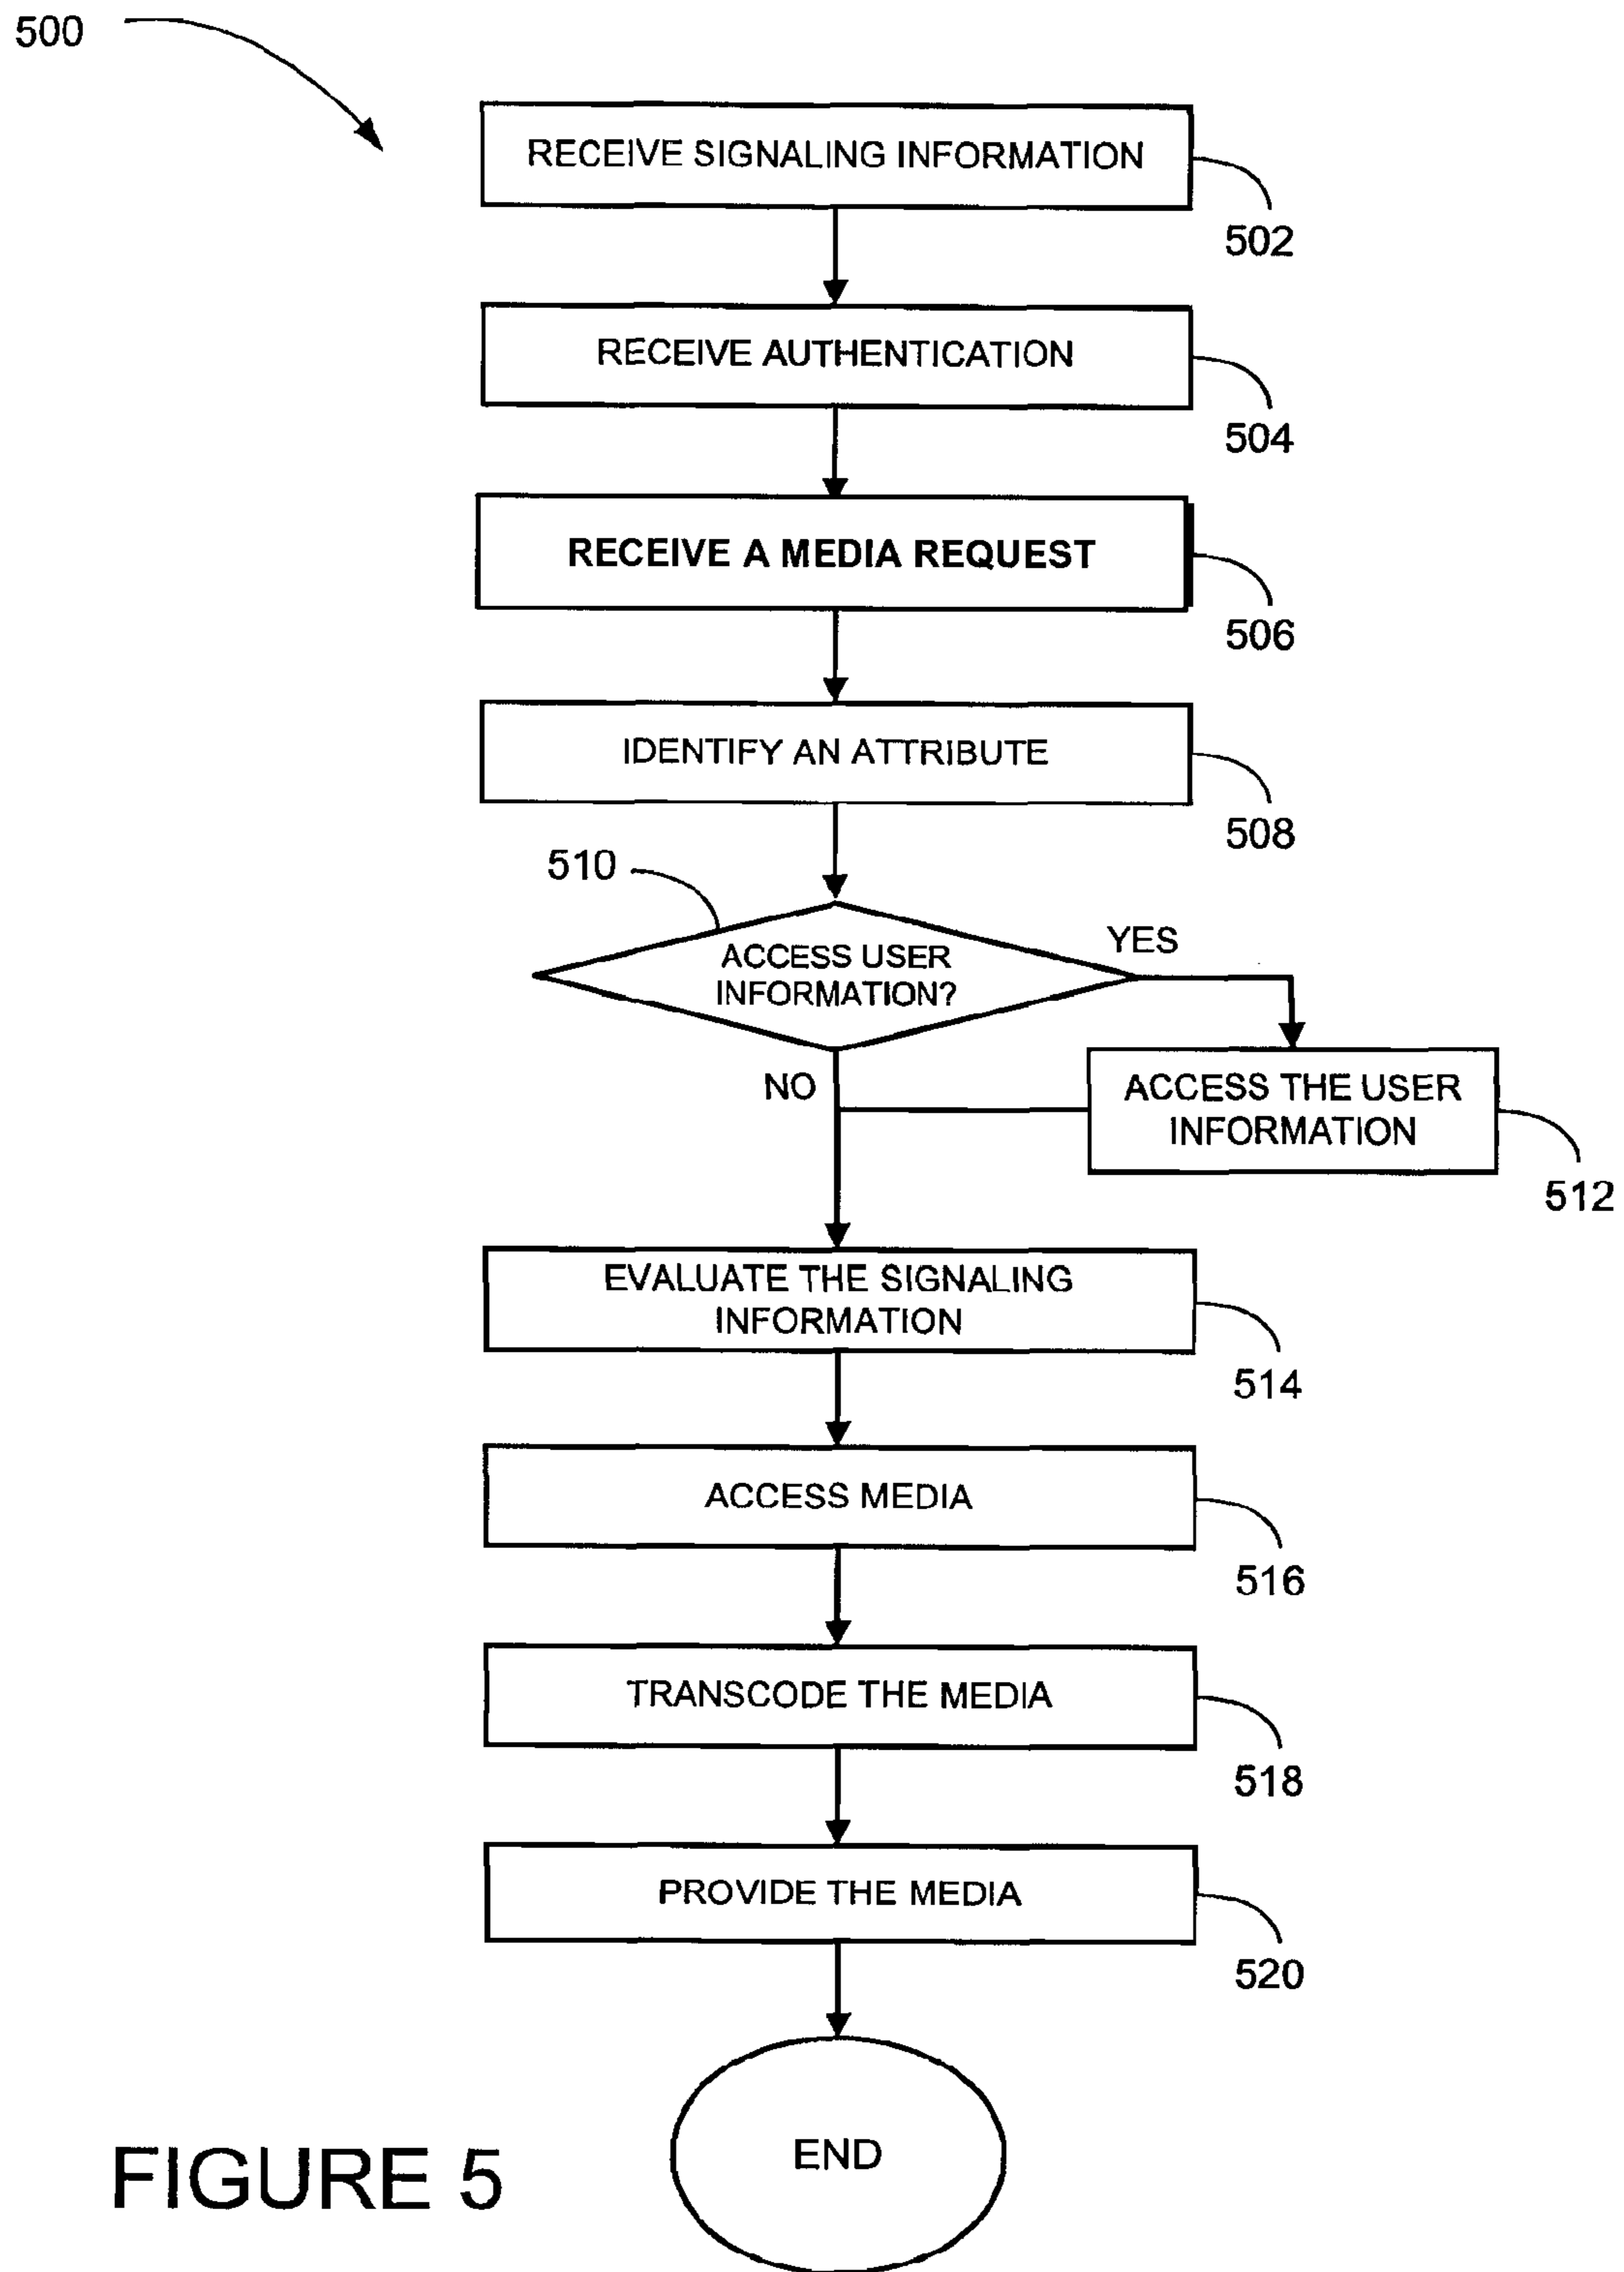 500
RECEIVE SIGNALING INFORMATION
502
RECEIVE AUTHENTICATION
504
RECEIVE A MEDIA REQUEST
506
IDENTIFY AN ATTRIBUTE
508
510
ACCESS USER
INFORMATION?
YES
NO
ACCESS THE USER
INFORMATION
512
EVALUATE THE SIGNALING
INFORMATION
514
ACCESS MEDIA
516
TRANSCODE THE MEDIA
518
PROVIDE THE MEDIA
520
END
FIGURE 5